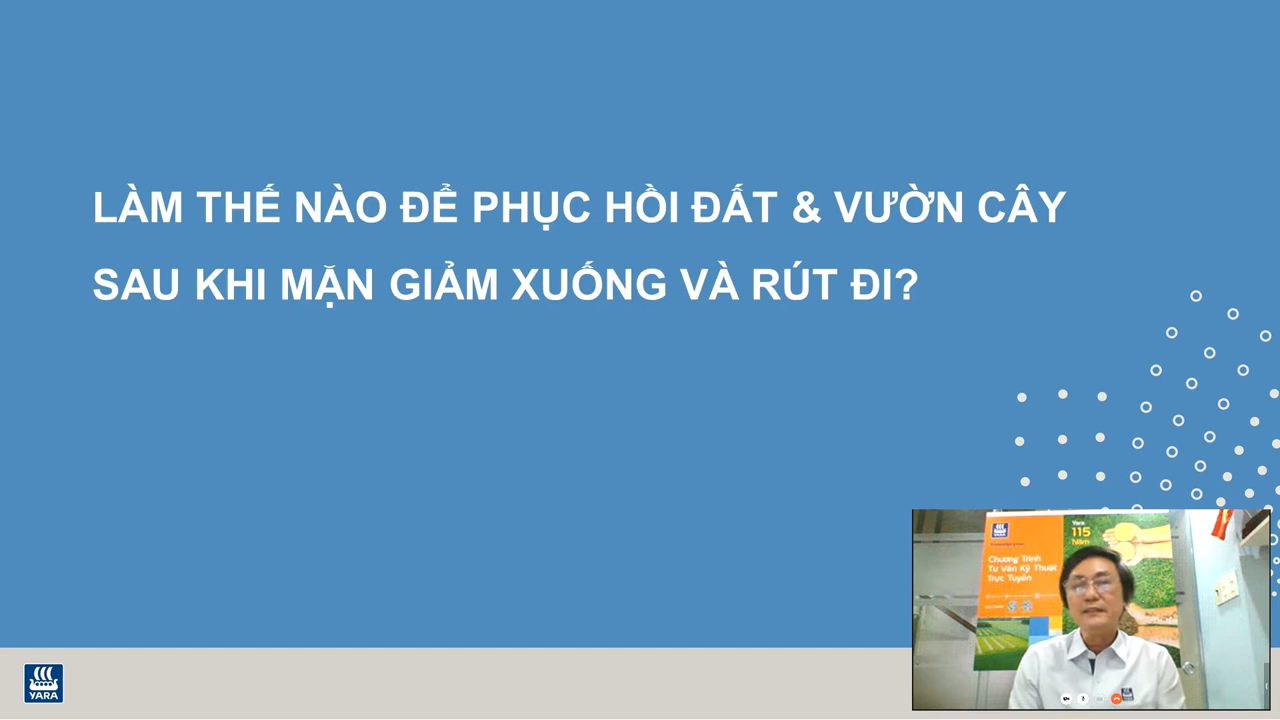 LÀM THẾ NÀO ĐỂ PHỤC HỒI ĐẤT & VƯỜN CÂY
SAU KHI MẶN GIẢM XUỐNG VÀ RÚT ĐI?
YARA
Yara
115
Năm
Chương Trình
Tư Vấn Kỹ Thuật
Trực Tuyến